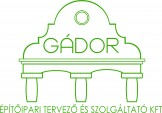 GÁDOR
ÉPÍTŐIPARI TERVEZŐ ÉS SZOLGÁLTATÓ KFT